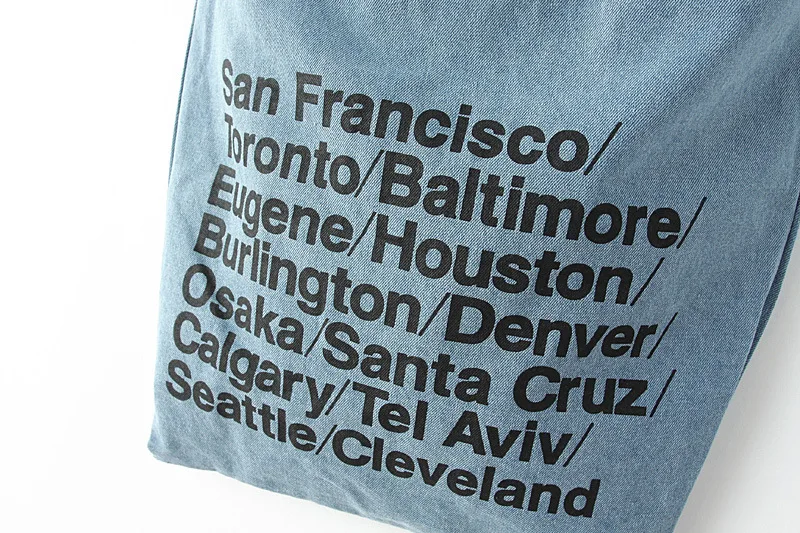 San Francisco/
Toronto/Baltimore/
Eugene/Houston/
Burlington/Denver/
Osaka/Santa Cruz/
Calgary/Tel Aviv/
Seattle/Cleveland